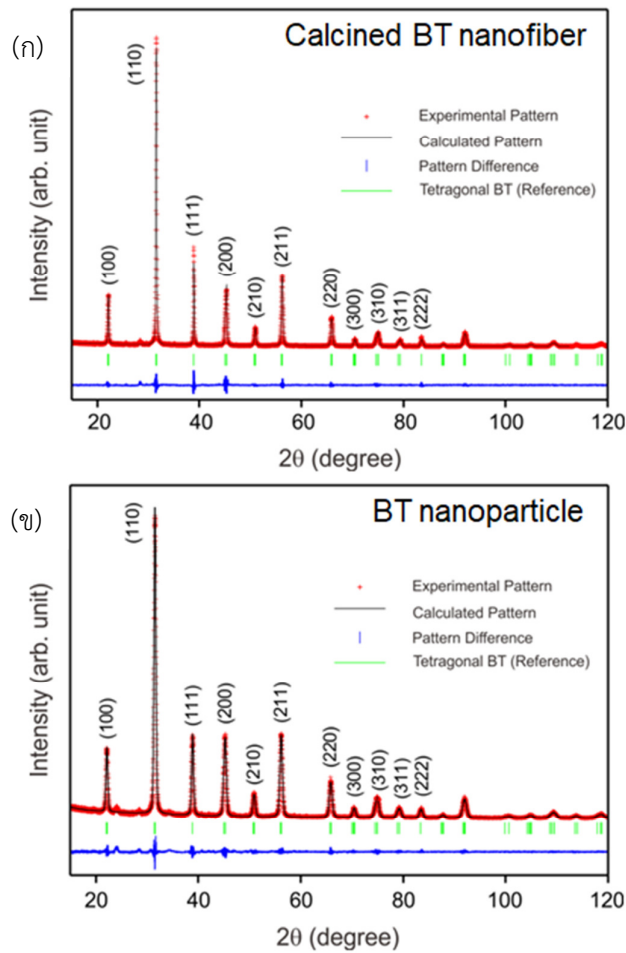 (ก)
Calcined BT nanofiber
Intensity (arb. unit)
Experimental Pattern
Calculated Pattern
Pattern Difference
Tetragonal BT (Reference)
(100)
(110)
(111)
(200)
(210)
(211)
(220)
(300)
(310)
(311)
(222)
20
40
60
80
100
120
2θ (degree)
(ข)
BT nanoparticle
Intensity (arb. unit)
Experimental Pattern
Calculated Pattern
Pattern Difference
Tetragonal BT (Reference)
(100)
(110)
(111)
(200)
(210)
(211)
(220)
(300)
(310)
(311)
(222)
20
40
60
80
100
120
2θ (degree)